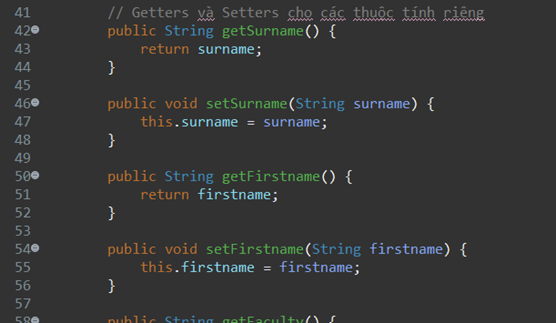 41 // Getters và Setters cho các thuộc tính riêng
42 public String getSurname() {
43 return surname;
44 }
45
46 public void setSurname(String surname) {
47 this.surname = surname;
48 }
49
50 public String getFirstname() {
51 return firstname;
52 }
53
54 public void setFirstname(String firstname) {
55 this.firstname = firstname;
56 }
57
58 public String getFaculty() {